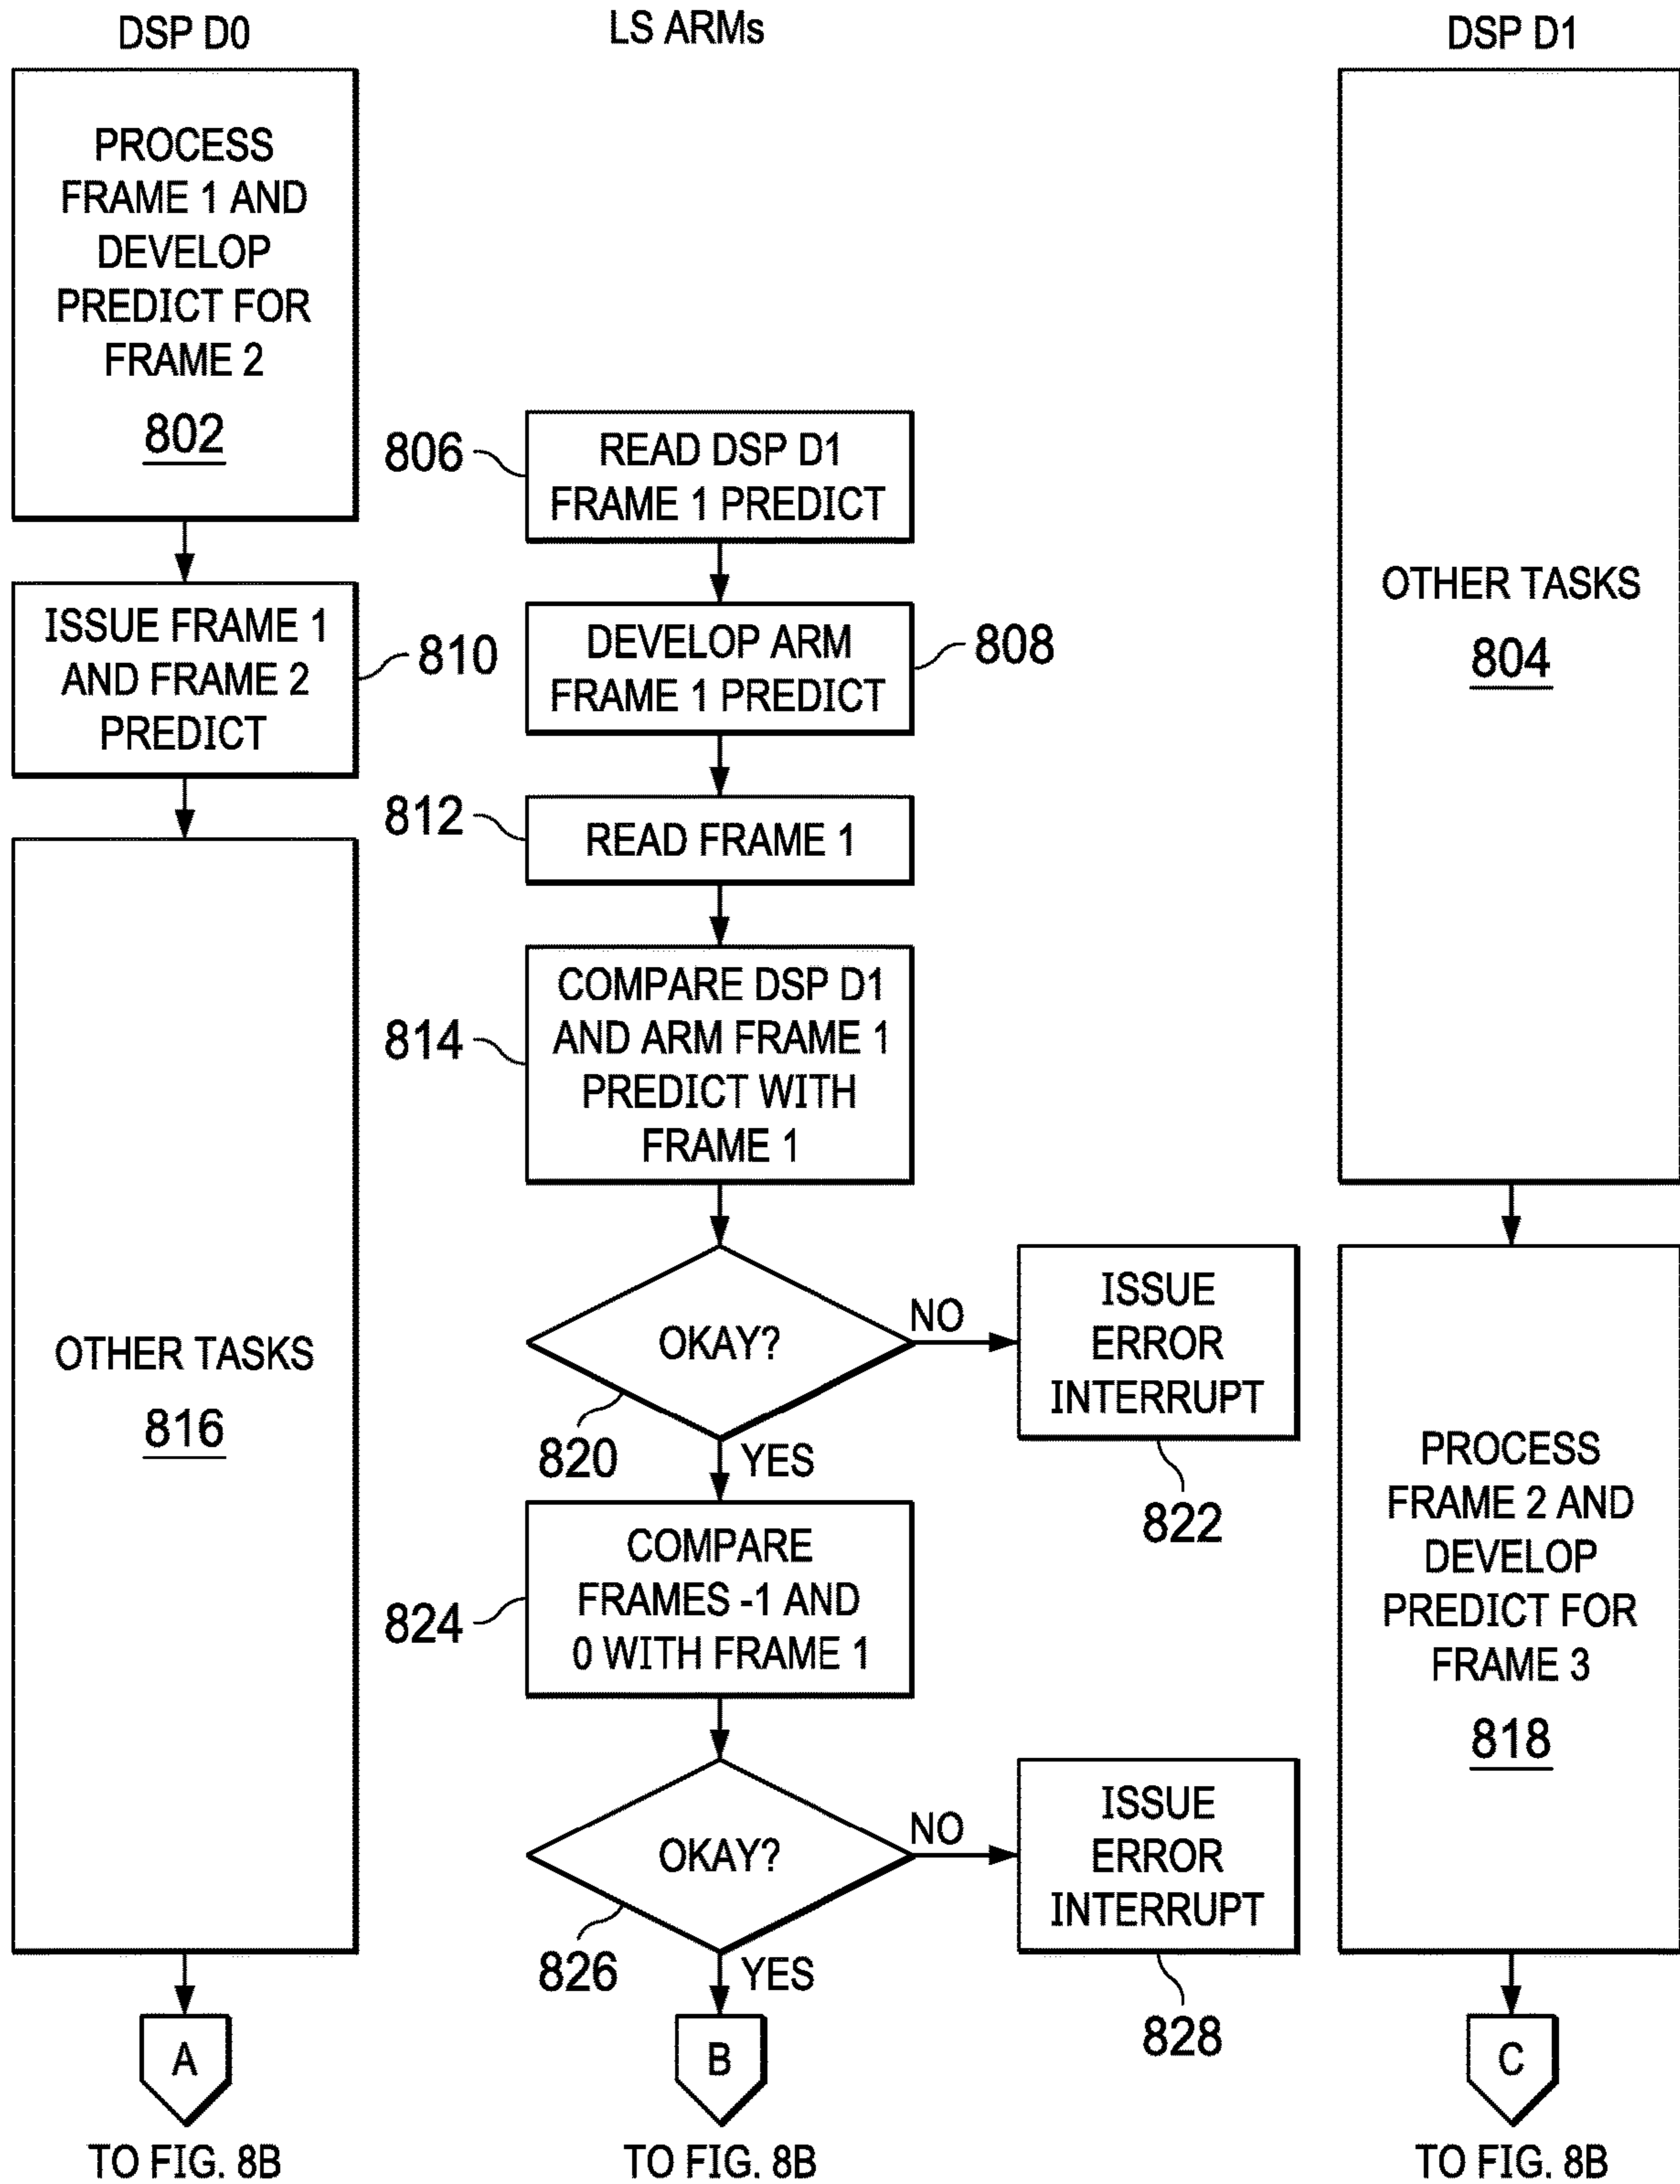 DSP D0
LS ARMs
DSP D1
PROCESS
FRAME 1 AND
DEVELOP
PREDICT FOR
FRAME 2
802
ISSUE FRAME 1
AND FRAME 2
PREDICT
810
OTHER TASKS
816
A
TO FIG. 8B
806
READ DSP D1
FRAME 1 PREDICT
DEVELOP ARM
FRAME 1 PREDICT
808
812
READ FRAME 1
814
COMPARE DSP D1
AND ARM FRAME 1
PREDICT WITH
FRAME 1
OKAY?
820
NO
ISSUE
ERROR
INTERRUPT
822
YES
824
COMPARE
FRAMES -1 AND
0 WITH FRAME 1
OKAY?
826
NO
ISSUE
ERROR
INTERRUPT
828
YES
B
TO FIG. 8B
OTHER TASKS
804
PROCESS
FRAME 2 AND
DEVELOP
PREDICT FOR
FRAME 3
818
C
TO FIG. 8B